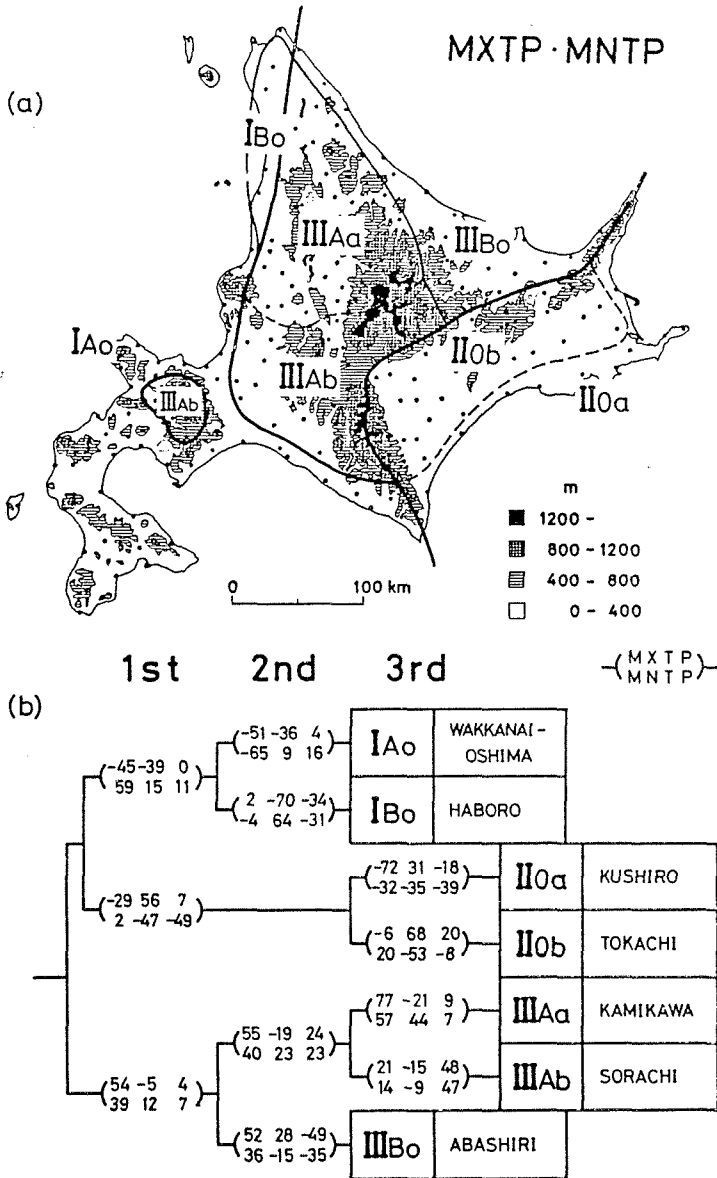 MXTP · MNTP
(a)
IBo
IIIAa
IIIBo
IAo
IIIAb
IIIAb
IIOb
IIOa
m
1200 -
800 - 1200
400 - 800
0 - 400
0 100 km
1st 2nd 3rd
(MXTP
MNTP)
(b)
(-51 -36 4
-65 9 16)
IAo WAKKANAI-
OSHIMA
(-45 -39 0
59 15 11)
(2 -70 -34
-4 64 -31)
IBo HABORO
(-72 31 -18
-32 -35 -39)
IIOa KUSHIRO
(-29 56 7
2 -47 -49)
(-6 68 20
20 -53 -8)
IIOb TOKACHI
(77 -21 9
57 44 7)
IIIAa KAMIKAWA
(55 -19 24
40 23 23)
(21 -15 48
14 -9 47)
IIIAb SORACHI
(54 -5 4
39 12 7)
(52 28 -49
36 -15 -35)
IIIBo ABASHIRI